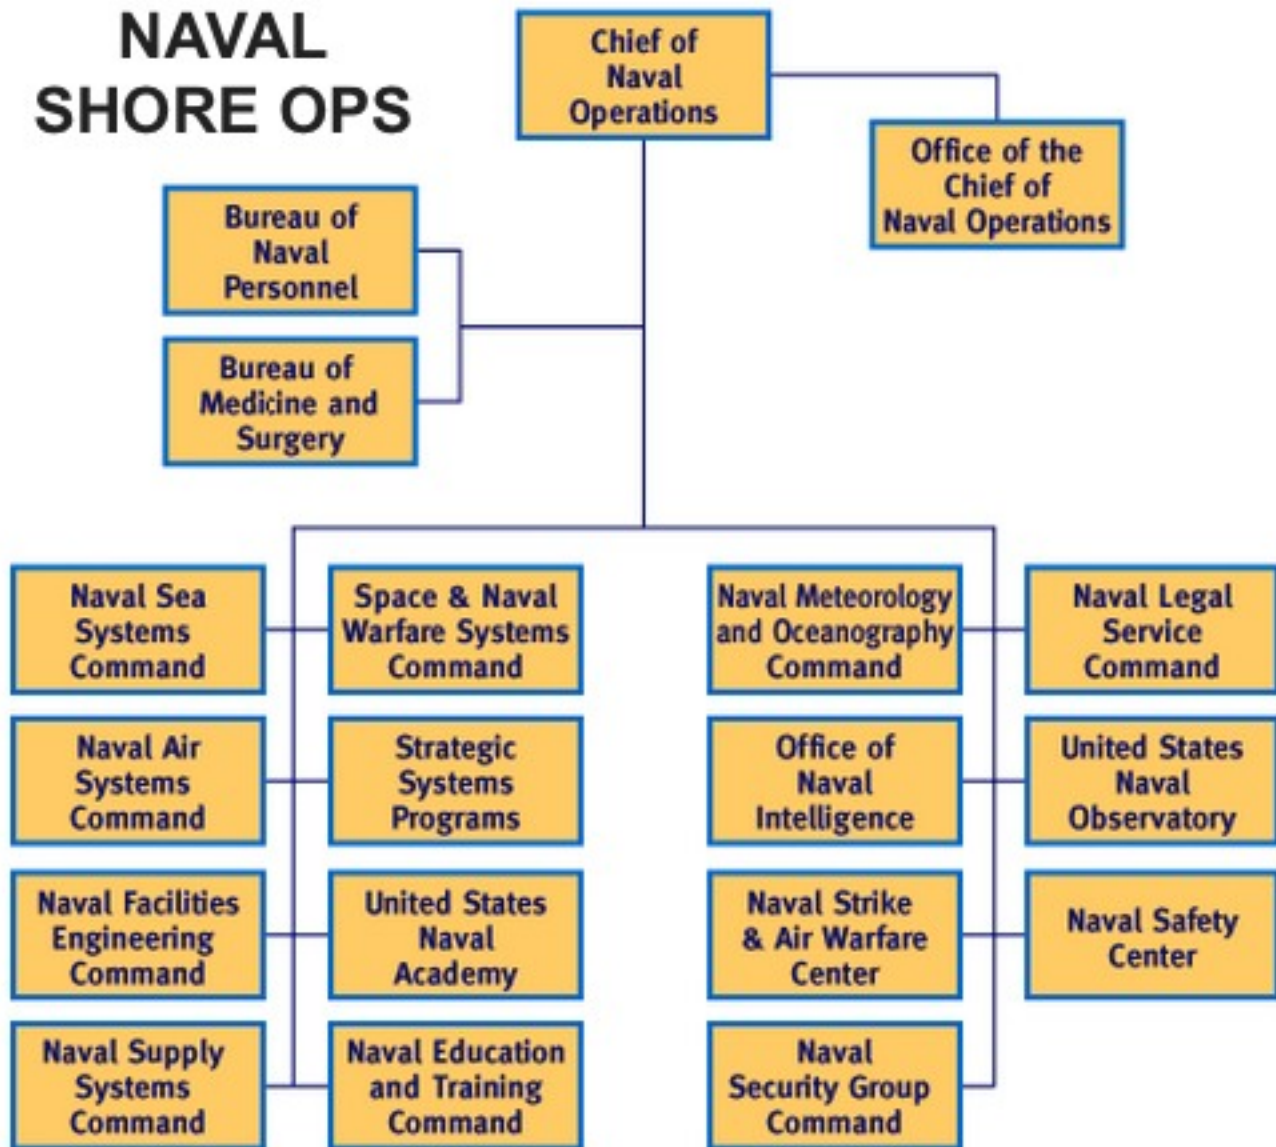 NAVAL
SHORE OPS
Chief of
Naval
Operations
Office of the
Chief of
Naval Operations
Bureau of
Naval
Personnel
Bureau of
Medicine and
Surgery
Naval Sea
Systems
Command
Space & Naval
Warfare Systems
Command
Naval Meteorology
and Oceanography
Command
Naval Legal
Service
Command
Naval Air
Systems
Command
Strategic
Systems
Programs
Office of
Naval
Intelligence
United States
Naval
Observatory
Naval Facilities
Engineering
Command
United States
Naval
Academy
Naval Strike
& Air Warfare
Center
Naval Safety
Center
Naval Supply
Systems
Command
Naval Education
and Training
Command
Naval
Security Group
Command